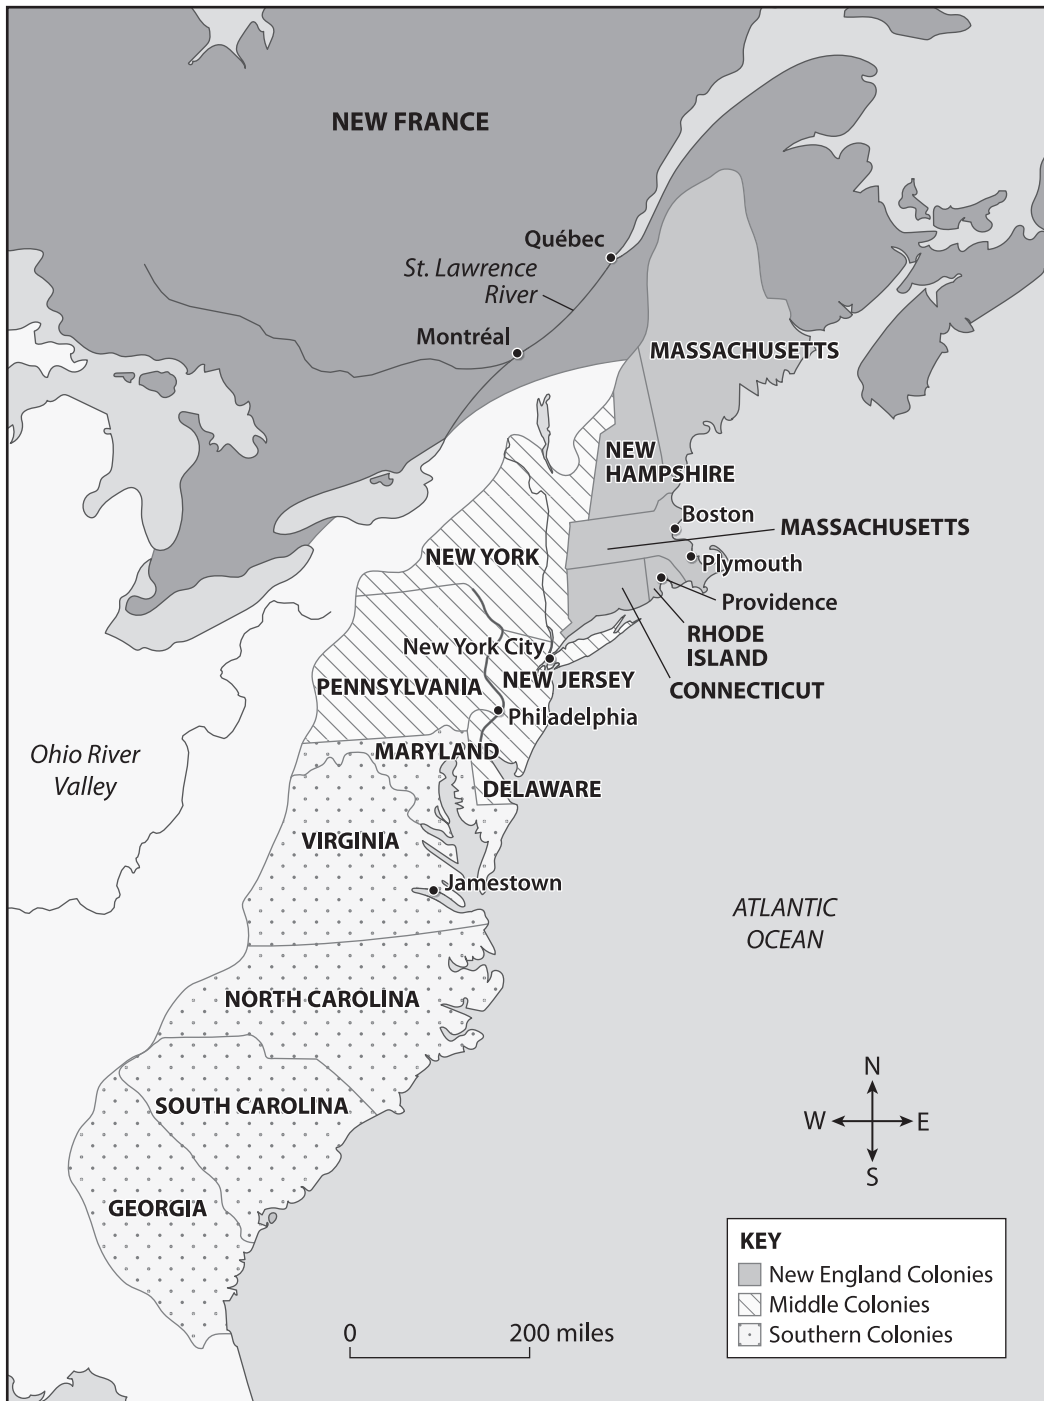 NEW FRANCE
Québec
St. Lawrence
River
Montréal
MASSACHUSETTS
NEW
HAMPSHIRE
Boston
MASSACHUSETTS
NEW YORK
Plymouth
Providence
RHODE
ISLAND
New York City
CONNECTICUT
PENNSYLVANIA
NEW JERSEY
Philadelphia
Ohio River
Valley
MARYLAND
DELAWARE
VIRGINIA
Jamestown
ATLANTIC
OCEAN
NORTH CAROLINA
SOUTH CAROLINA
GEORGIA
N
W
E
S
KEY
New England Colonies
Middle Colonies
Southern Colonies
0
200 miles